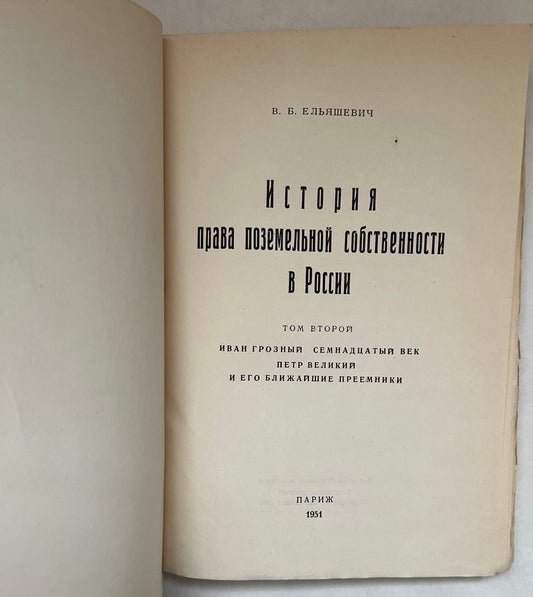 В. Б. ЕЛЬЯШЕВИЧ
История
права поземельной собственности
в России
ТОМ ВТОРОЙ
ИВАН ГРОЗНЫЙ СЕМНАДЦАТЫЙ ВЕК
ПЕТР ВЕЛИКИЙ
И ЕГО БЛИЖАЙШИЕ ПРЕЕМНИКИ
ПАРИЖ
1951